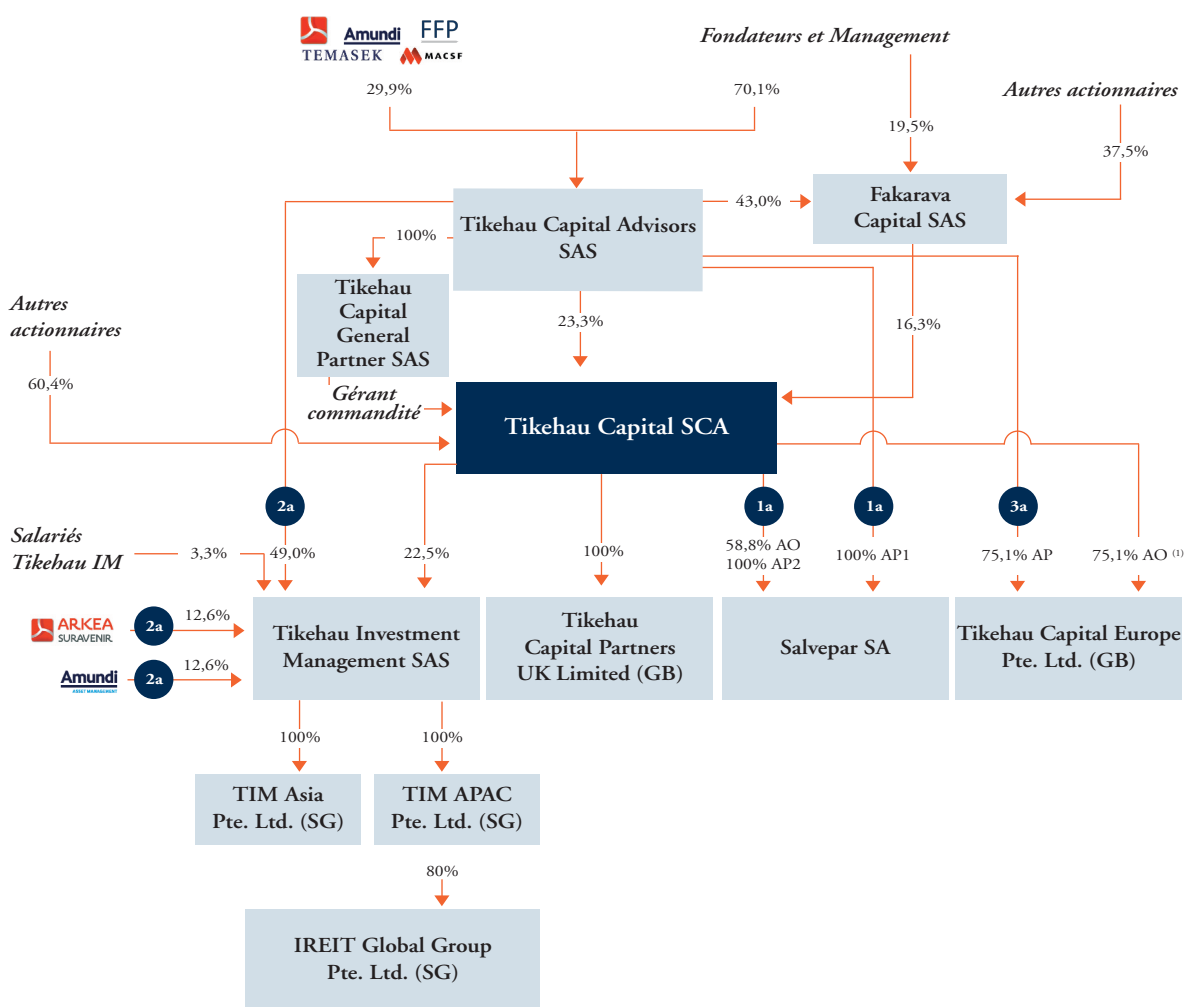 Amundi
FFP
TEMASEK
MACSF
Fondateurs et Management
29,9%
70,1%
Autres actionnaires
19,5%
37,5%
Tikehau Capital Advisors
SAS
43,0%
Fakarava
Capital SAS
100%
Tikehau
Capital
General
Partner SAS
Autres
actionnaires
23,3%
16,3%
60,4%
Gérant
commandité
Tikehau Capital SCA
2a
1a
1a
3a
Salariés
Tikehau IM
3,3%
49,0%
22,5%
100%
58,8% AO
100% AP2
100% AP1
75,1% AP
75,1% AO (1)
ARKEA
SURAVENIR
2a
12,6%
Amundi
ASSET MANAGEMENT
2a
12,6%
Tikehau Investment
Management SAS
Tikehau
Capital Partners
UK Limited (GB)
Salvepar SA
Tikehau Capital Europe
Pte. Ltd. (GB)
100%
100%
TIM Asia
Pte. Ltd. (SG)
TIM APAC
Pte. Ltd. (SG)
80%
IREIT Global Group
Pte. Ltd. (SG)